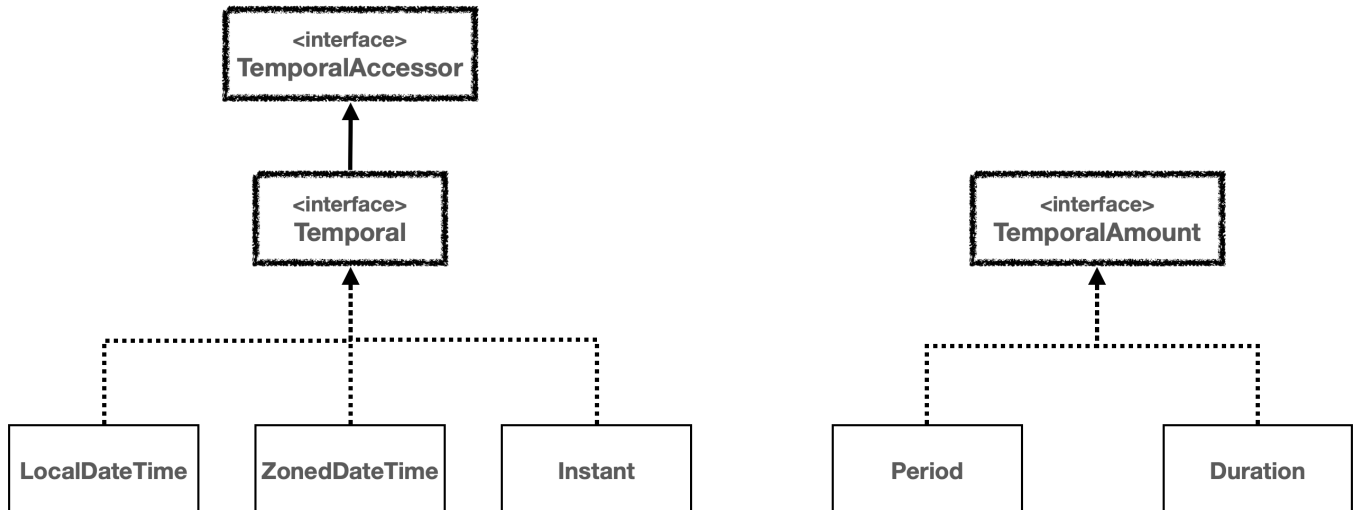 <interface>
TemporalAccessor
<interface>
Temporal
<interface>
TemporalAmount
LocalDateTime
ZonedDateTime
Instant
Period
Duration